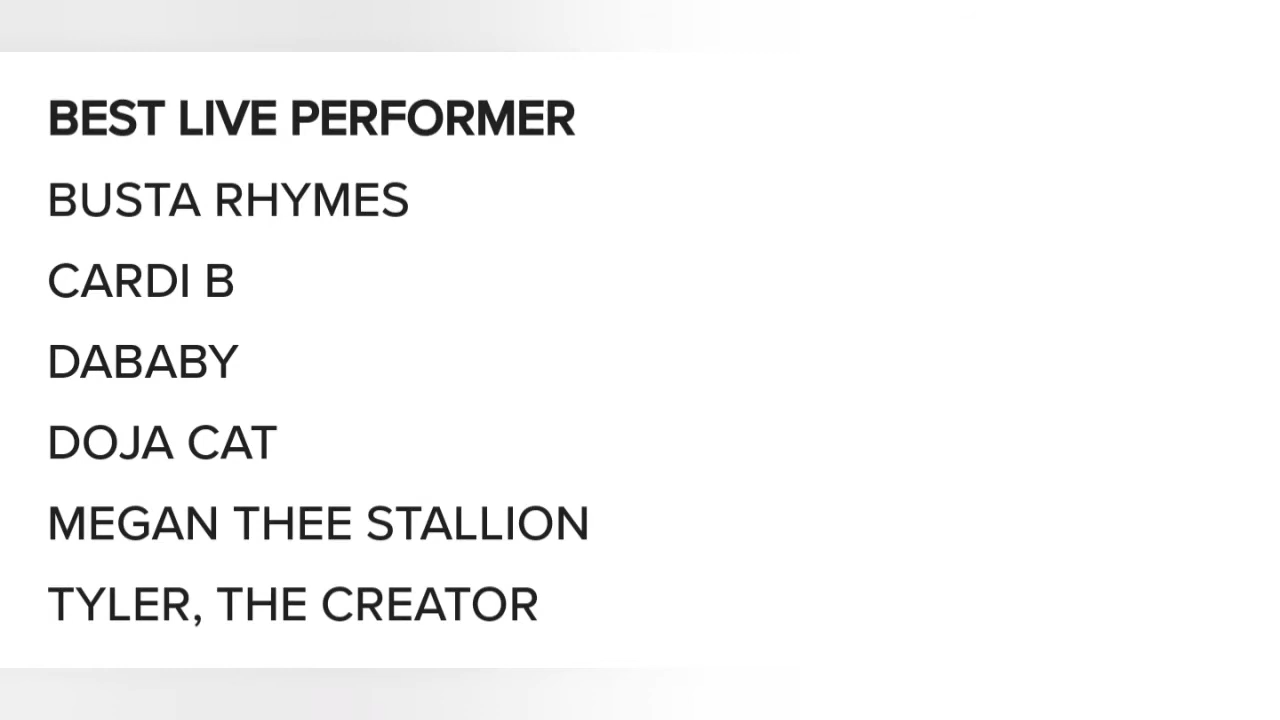 BEST LIVE PERFORMER
BUSTA RHYMES
CARDI B
DABABY
DOJA CAT
MEGAN THEE STALLION
TYLER, THE CREATOR